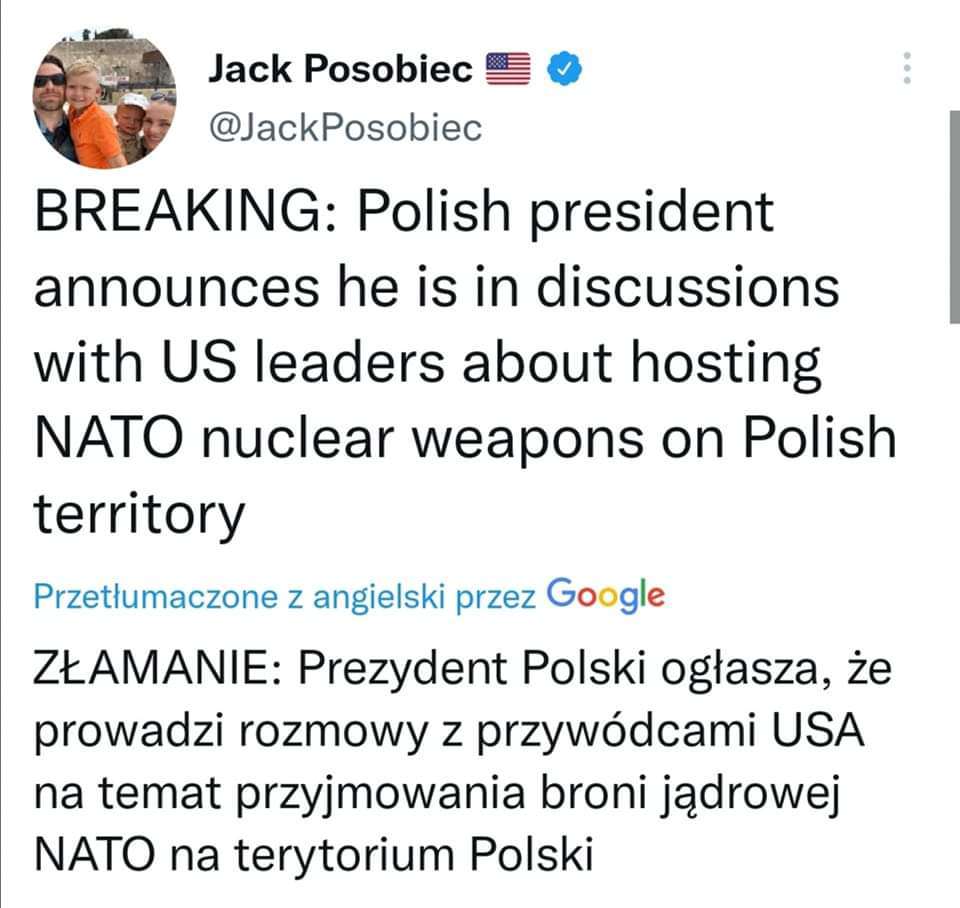 Jack Posobiec
@JackPosobiec
BREAKING: Polish president
announces he is in discussions
with US leaders about hosting
NATO nuclear weapons on Polish
territory
Przetłumaczone z angielski przez Google
ZŁAMANIE: Prezydent Polski ogłasza, że
prowadzi rozmowy z przywódcami USA
na temat przyjmowania broni jądrowej
NATO na terytorium Polski